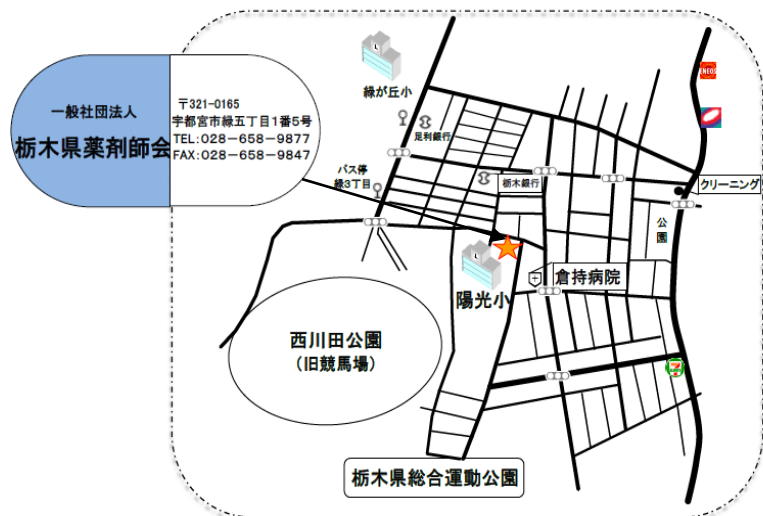 一般社団法人
栃木県薬剤師会
〒321-0165
宇都宮市緑五丁目1番5号
TEL:028-658-9877
FAX:028-658-9847
緑が丘小
足利銀行
バス停
緑3丁目
栃木銀行
ENEOS
クリーニング
公園
陽光小
倉持病院
西川田公園
（旧競馬場）
7
栃木県総合運動公園